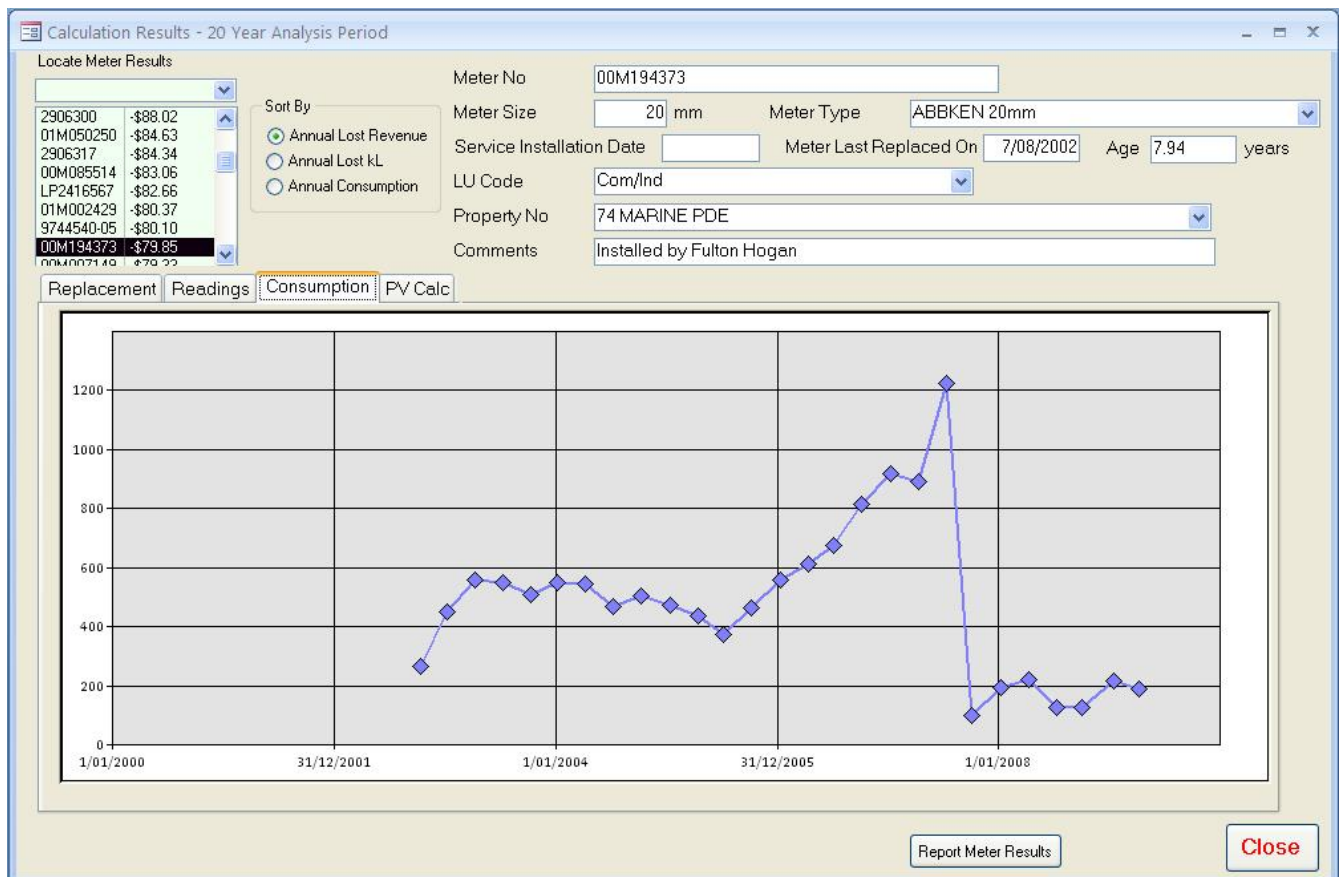 Calculation Results - 20 Year Analysis Period
Locate Meter Results
2906300 -$88.02
01M050250 -$84.63
2906317 -$84.34
00M085514 -$83.06
LP2416567 -$82.66
01M002429 -$80.37
9744540-05 -$80.10
00M194373 -$79.85
Sort By
Annual Lost Revenue
Annual Lost kL
Annual Consumption
Meter No 00M194373
Meter Size 20 mm Meter Type ABBKEN 20mm
Service Installation Date Meter Last Replaced On 7/08/2002 Age 7.94 years
LU Code Com/Ind
Property No 74 MARINE PDE
Comments Installed by Fulton Hogan
Replacement Readings Consumption PV Calc
1200
1000
800
600
400
200
0
1/01/2000 31/12/2001 1/01/2004 31/12/2005 1/01/2008
Report Meter Results Close